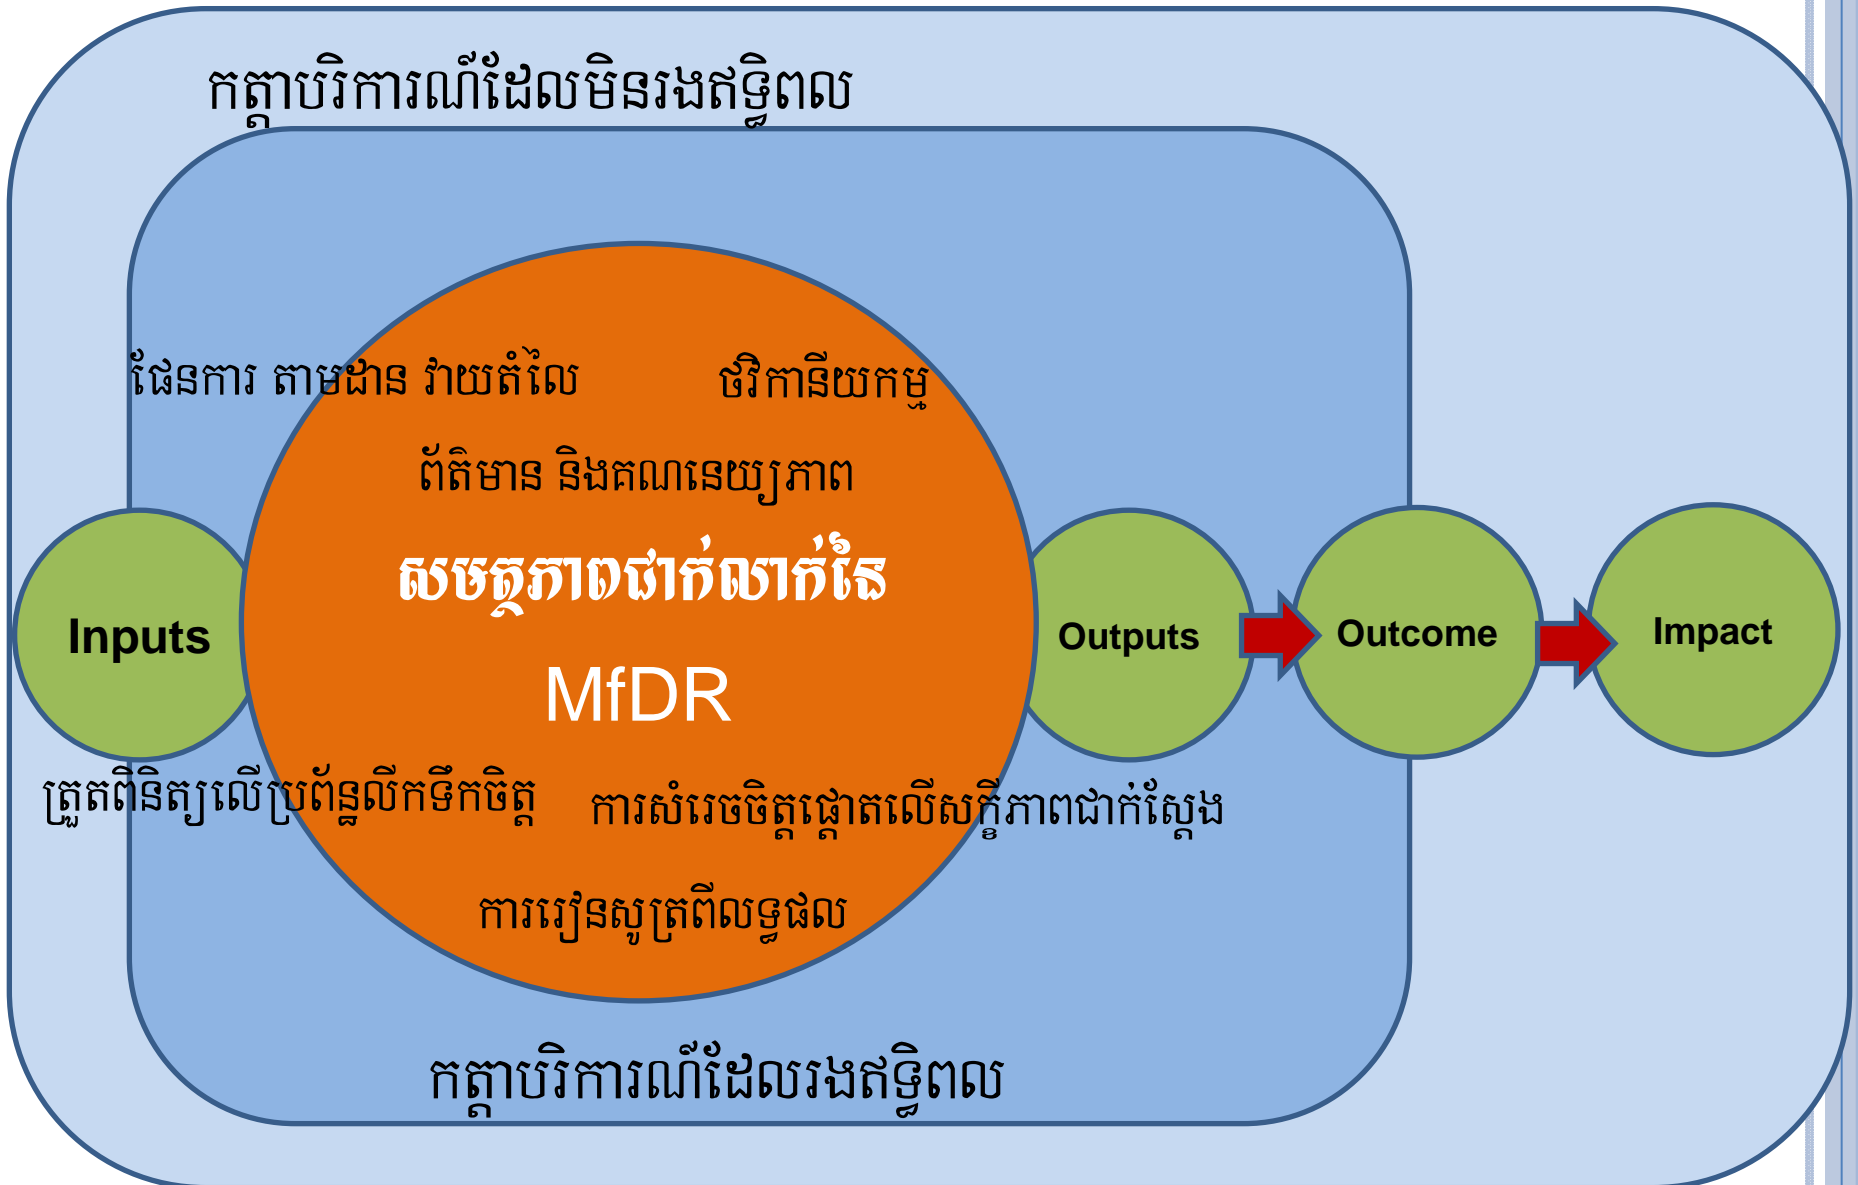 កត្តាបរិការណ៍ដែលមិនរងឥទ្ធិពល
ផែនការ តាមដាន វាយតំលៃ
ថវិកានីយកម្ម
ព័ត៌មាន និងគណនេយ្យភាព
សមត្ថភាពជាក់លាក់នៃ
MfDR
Inputs
Outputs
Outcome
Impact
ត្រួតពិនិត្យលើប្រព័ន្ឋលីកទឹកចិត្ត
ការសំរេចចិត្តផ្តោតលើសក្ខីភាពជាក់ស្តែង
ការរៀនសូត្រពីលទ្ធផល
កត្តាបរិការណ៍ដែលរងឥទ្ធិពល